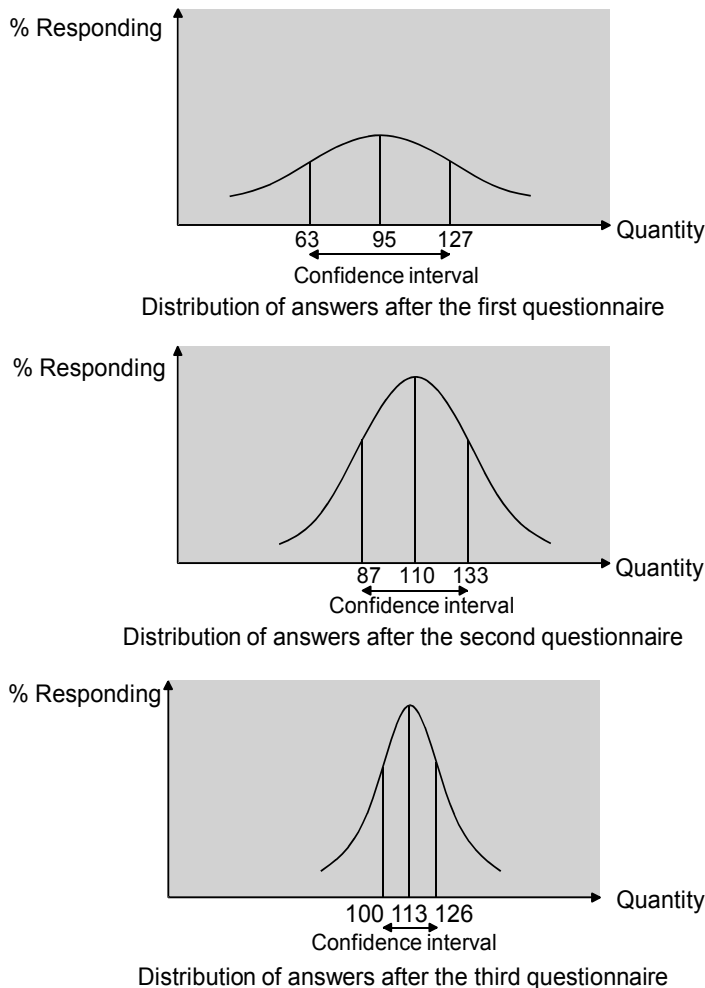 % Responding
Quantity
63 95 127
Confidence interval
Distribution of answers after the first questionnaire
% Responding
Quantity
87 110 133
Confidence interval
Distribution of answers after the second questionnaire
% Responding
Quantity
100 113 126
Confidence interval
Distribution of answers after the third questionnaire